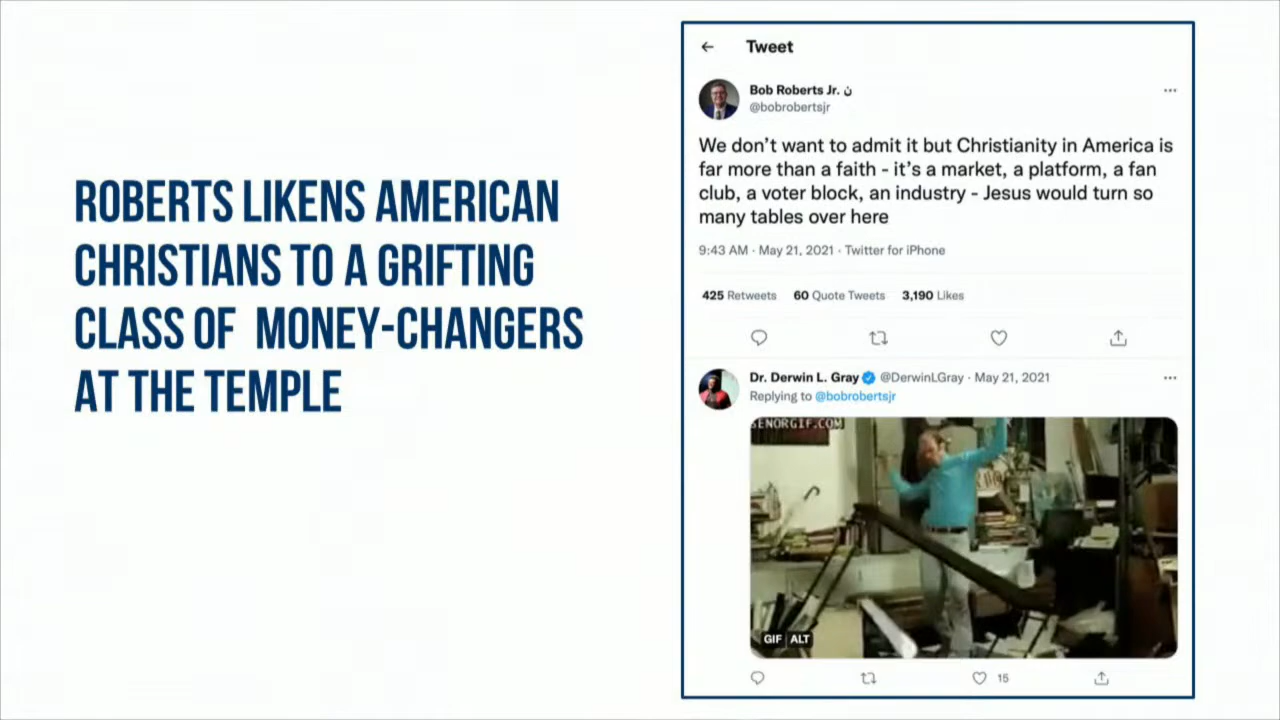 ROBERTS LIKENS AMERICAN
CHRISTIANS TO A GRIFTING
CLASS OF MONEY-CHANGERS
AT THE TEMPLE
Tweet
Bob Roberts Jr. ن
@bobrobertsjr
We don’t want to admit it but Christianity in America is
far more than a faith - it’s a market, a platform, a fan
club, a voter block, an industry - Jesus would turn so
many tables over here
9:43 AM · May 21, 2021 · Twitter for iPhone
425 Retweets 60 Quote Tweets 3,190 Likes
Dr. Derwin L. Gray @DerwinLGray · May 21, 2021
Replying to @bobrobertsjr
SENORGIF.COM
GIF ALT
15